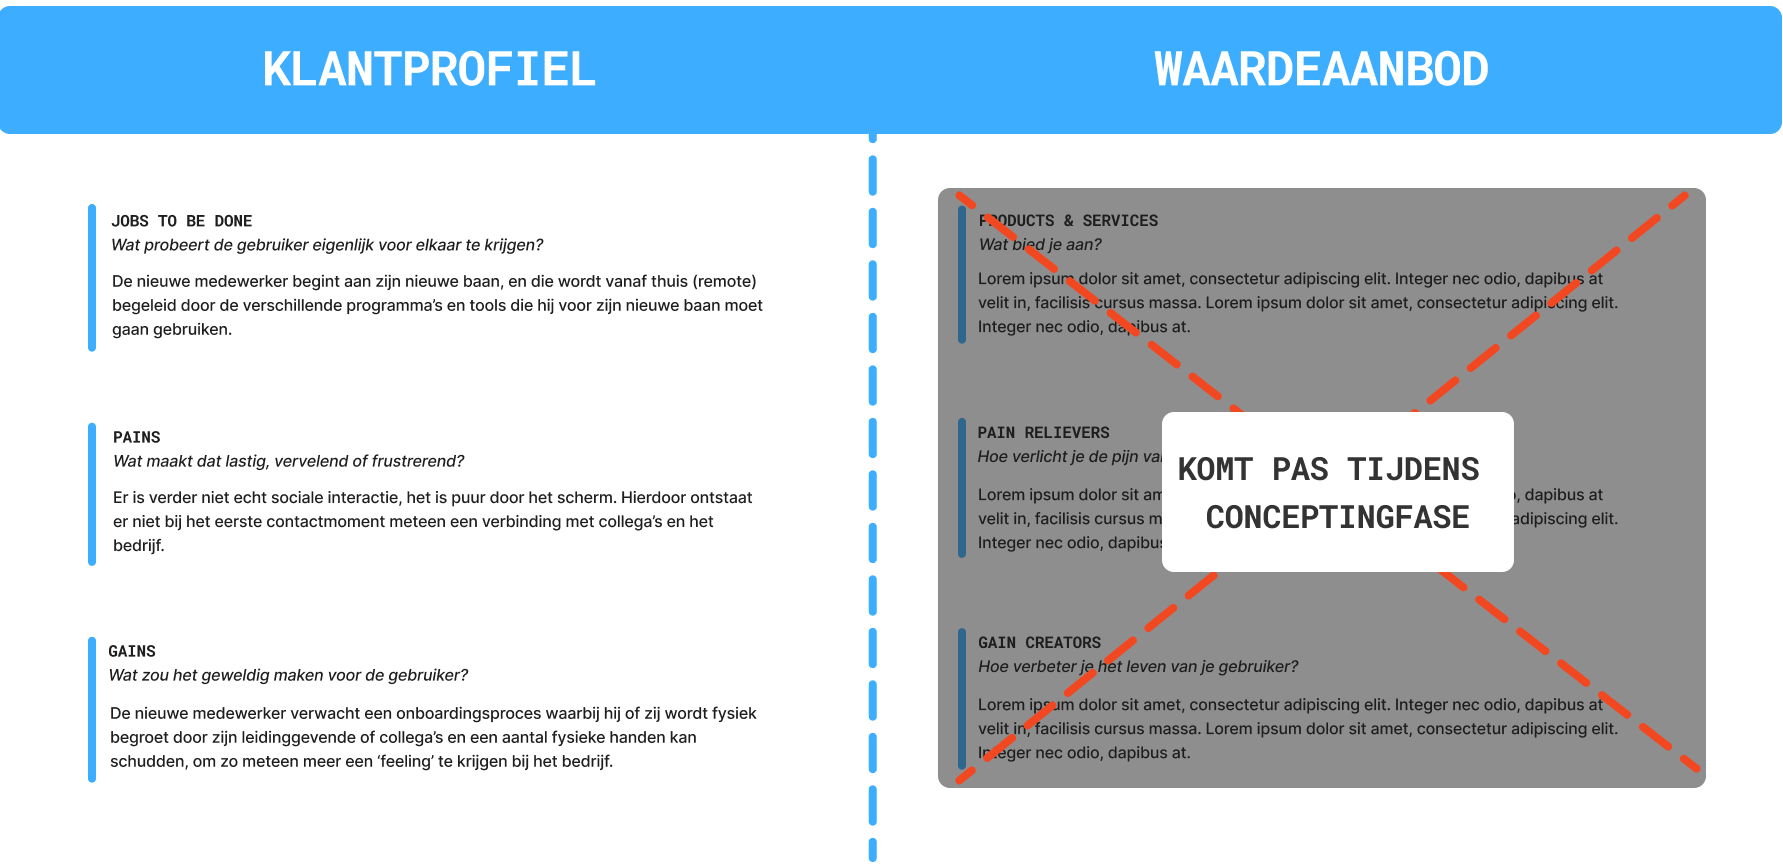 KLANTPROFIEL
WAARDEAANBOD
JOBS TO BE DONE
Wat probeert de gebruiker eigenlijk voor elkaar te krijgen?
De nieuwe medewerker begint aan zijn nieuwe baan, en die wordt vanaf thuis (remote)
begeleid door de verschillende programma's en tools die hij voor zijn nieuwe baan moet
gaan gebruiken.
PAINS
Wat maakt dat lastig, vervelend of frustrerend?
Er is verder niet echt sociale interactie, het is puur door het scherm. Hierdoor ontstaat
er niet bij het eerste contactmoment meteen een verbinding met collega's en het
bedrijf.
GAINS
Wat zou het geweldig maken voor de gebruiker?
De nieuwe medewerker verwacht een onboardingsproces waarbij hij of zij wordt fysiek
begroet door zijn leidinggevende of collega's en een aantal fysieke handen kan
schudden, om zo meteen meer een 'feeling' te krijgen bij het bedrijf.
PRODUCTS & SERVICES
Wat bied je aan?
Lorem ipsum dolor sit amet, consectetur adipiscing elit. Integer nec odio, dapibus at
velit in, facilisis cursus massa. Lorem ipsum dolor sit amet, consectetur adipiscing elit.
Integer nec odio, dapibus at.
PAIN RELIEVERS
Hoe verlicht je de pijn
Lorem ipsum dolor sit dapibus at
velit in, facilisis cursus adipiscing elit.
Integer nec odio,
KOMT PAS TIJDENS
CONCEPTINGFASE
GAIN CREATORS
Hoe verbeter je het leven van je gebruiker?
Lorem ipsum dolor sit amet, consectetur adipiscing elit. Integer nec odio, dapibus at
velit in, facilisis cursus massa. Lorem ipsum dolor sit amet, consectetur adipiscing elit.
Integer nec odio, dapibus at.